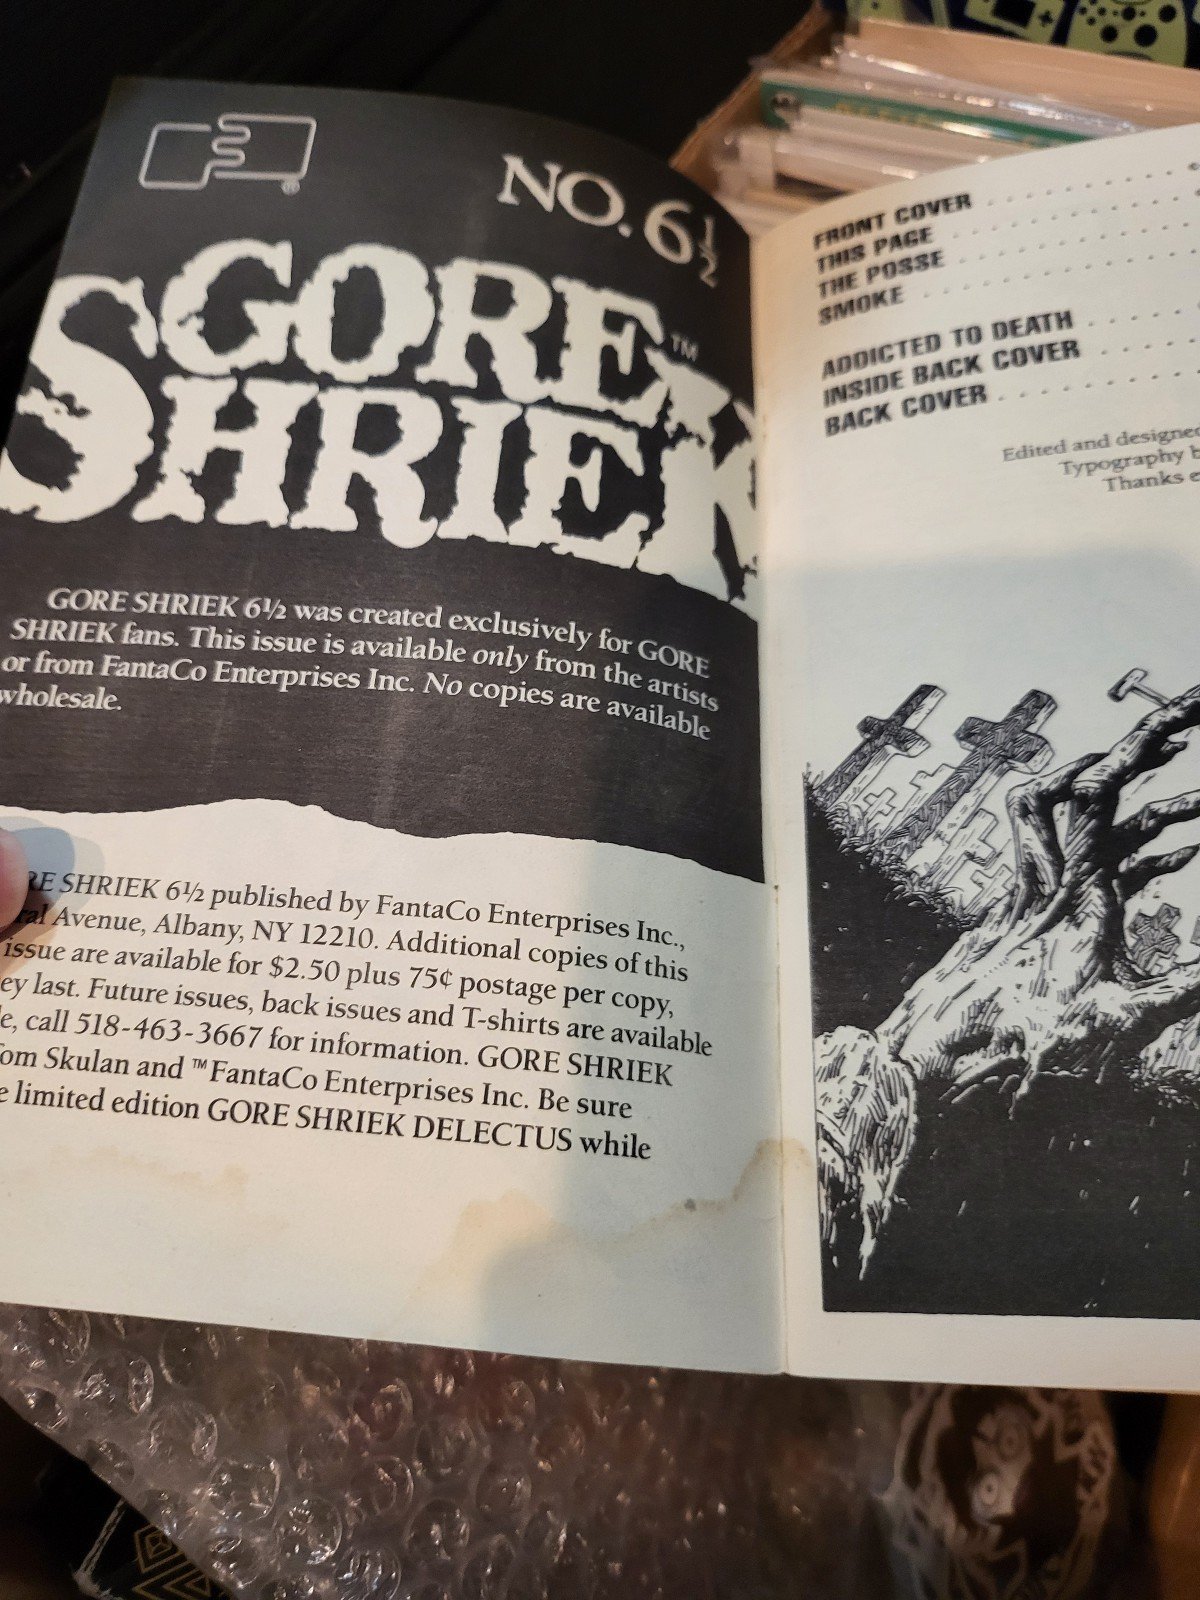 NO. 6½
GORE™
SHRIEK
GORE SHRIEK 6½ was created exclusively for GORE
SHRIEK fans. This issue is available only from the artists
or from FantaCo Enterprises Inc. No copies are available
wholesale.
SHRIEK 6½ published by FantaCo Enterprises Inc.,
Avenue, Albany, NY 12210. Additional copies of this
issue are available for $2.50 plus 75¢ postage per copy,
last. Future issues, back issues and T-shirts are available
call 518-463-3667 for information. GORE SHRIEK
Tom Skulan and ™FantaCo Enterprises Inc. Be sure
limited edition GORE SHRIEK DELECTUS while
FRONT COVER
THIS PAGE
THE POSSE
SMOKE
ADDICTED TO DEATH
INSIDE BACK COVER
BACK COVER
Edited and designed
Typography
Thanks